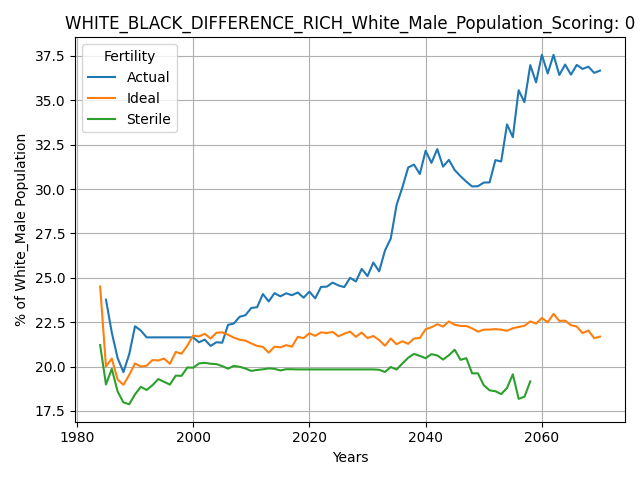 WHITE_BLACK_DIFFERENCE_RICH_White_Male_Population_Scoring: 0
Fertility
Actual
Ideal
Sterile
% of White_Male Population
37.5
35.0
32.5
30.0
27.5
25.0
22.5
20.0
17.5
1980
2000
2020
2040
2060
Years